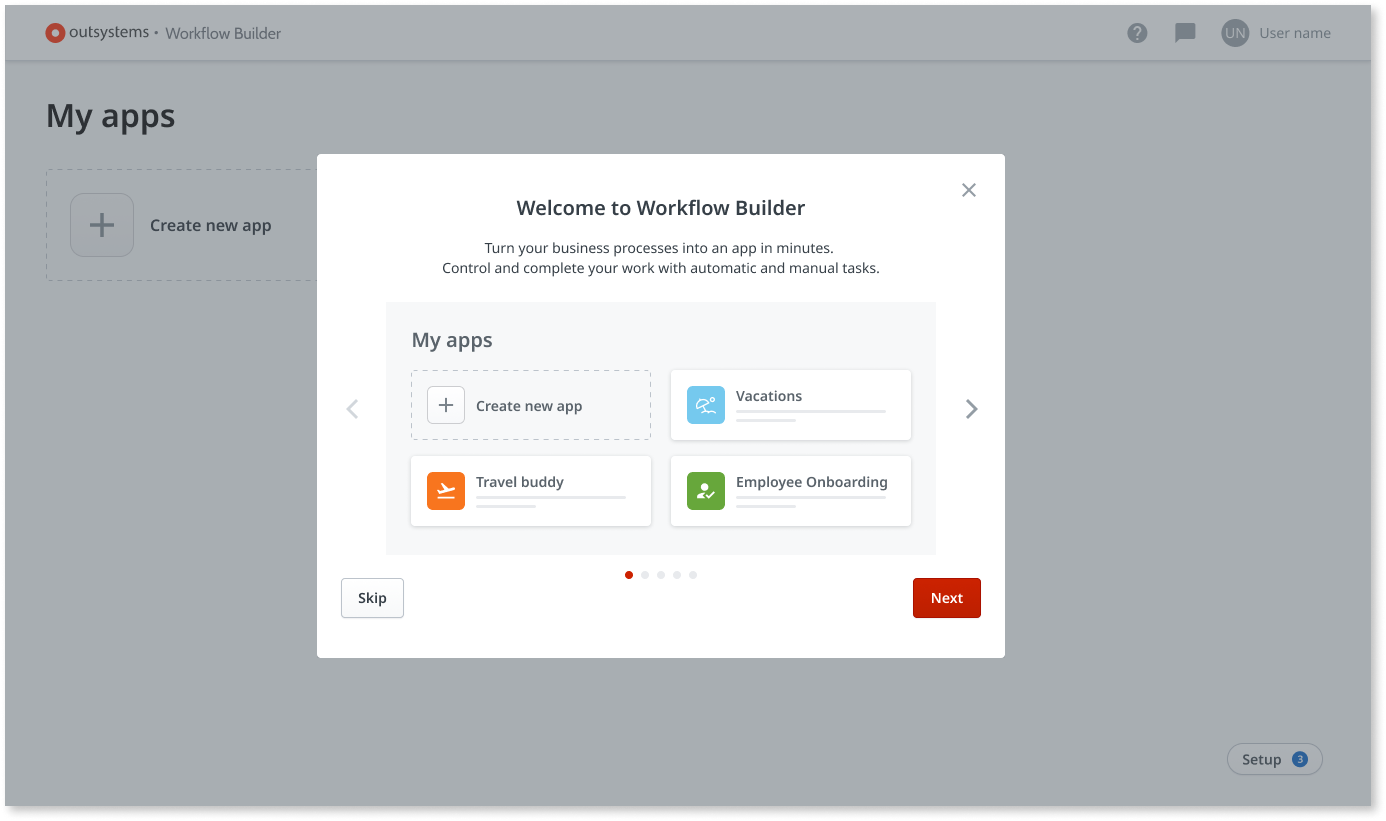 outsystems • Workflow Builder
? UN User name
My apps
Create new app
Welcome to Workflow Builder
Turn your business processes into an app in minutes.
Control and complete your work with automatic and manual tasks.
My apps
Create new app
Vacations
Travel buddy
Employee Onboarding
Skip
Next
Setup 3